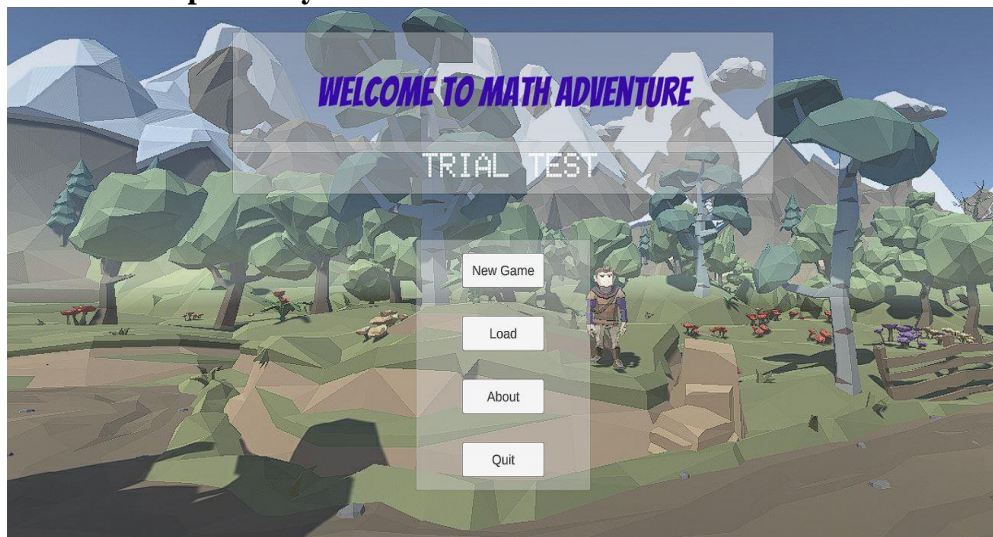 WELCOME TO MATH ADVENTURE
TRIAL TEST
New Game
Load
About
Quit